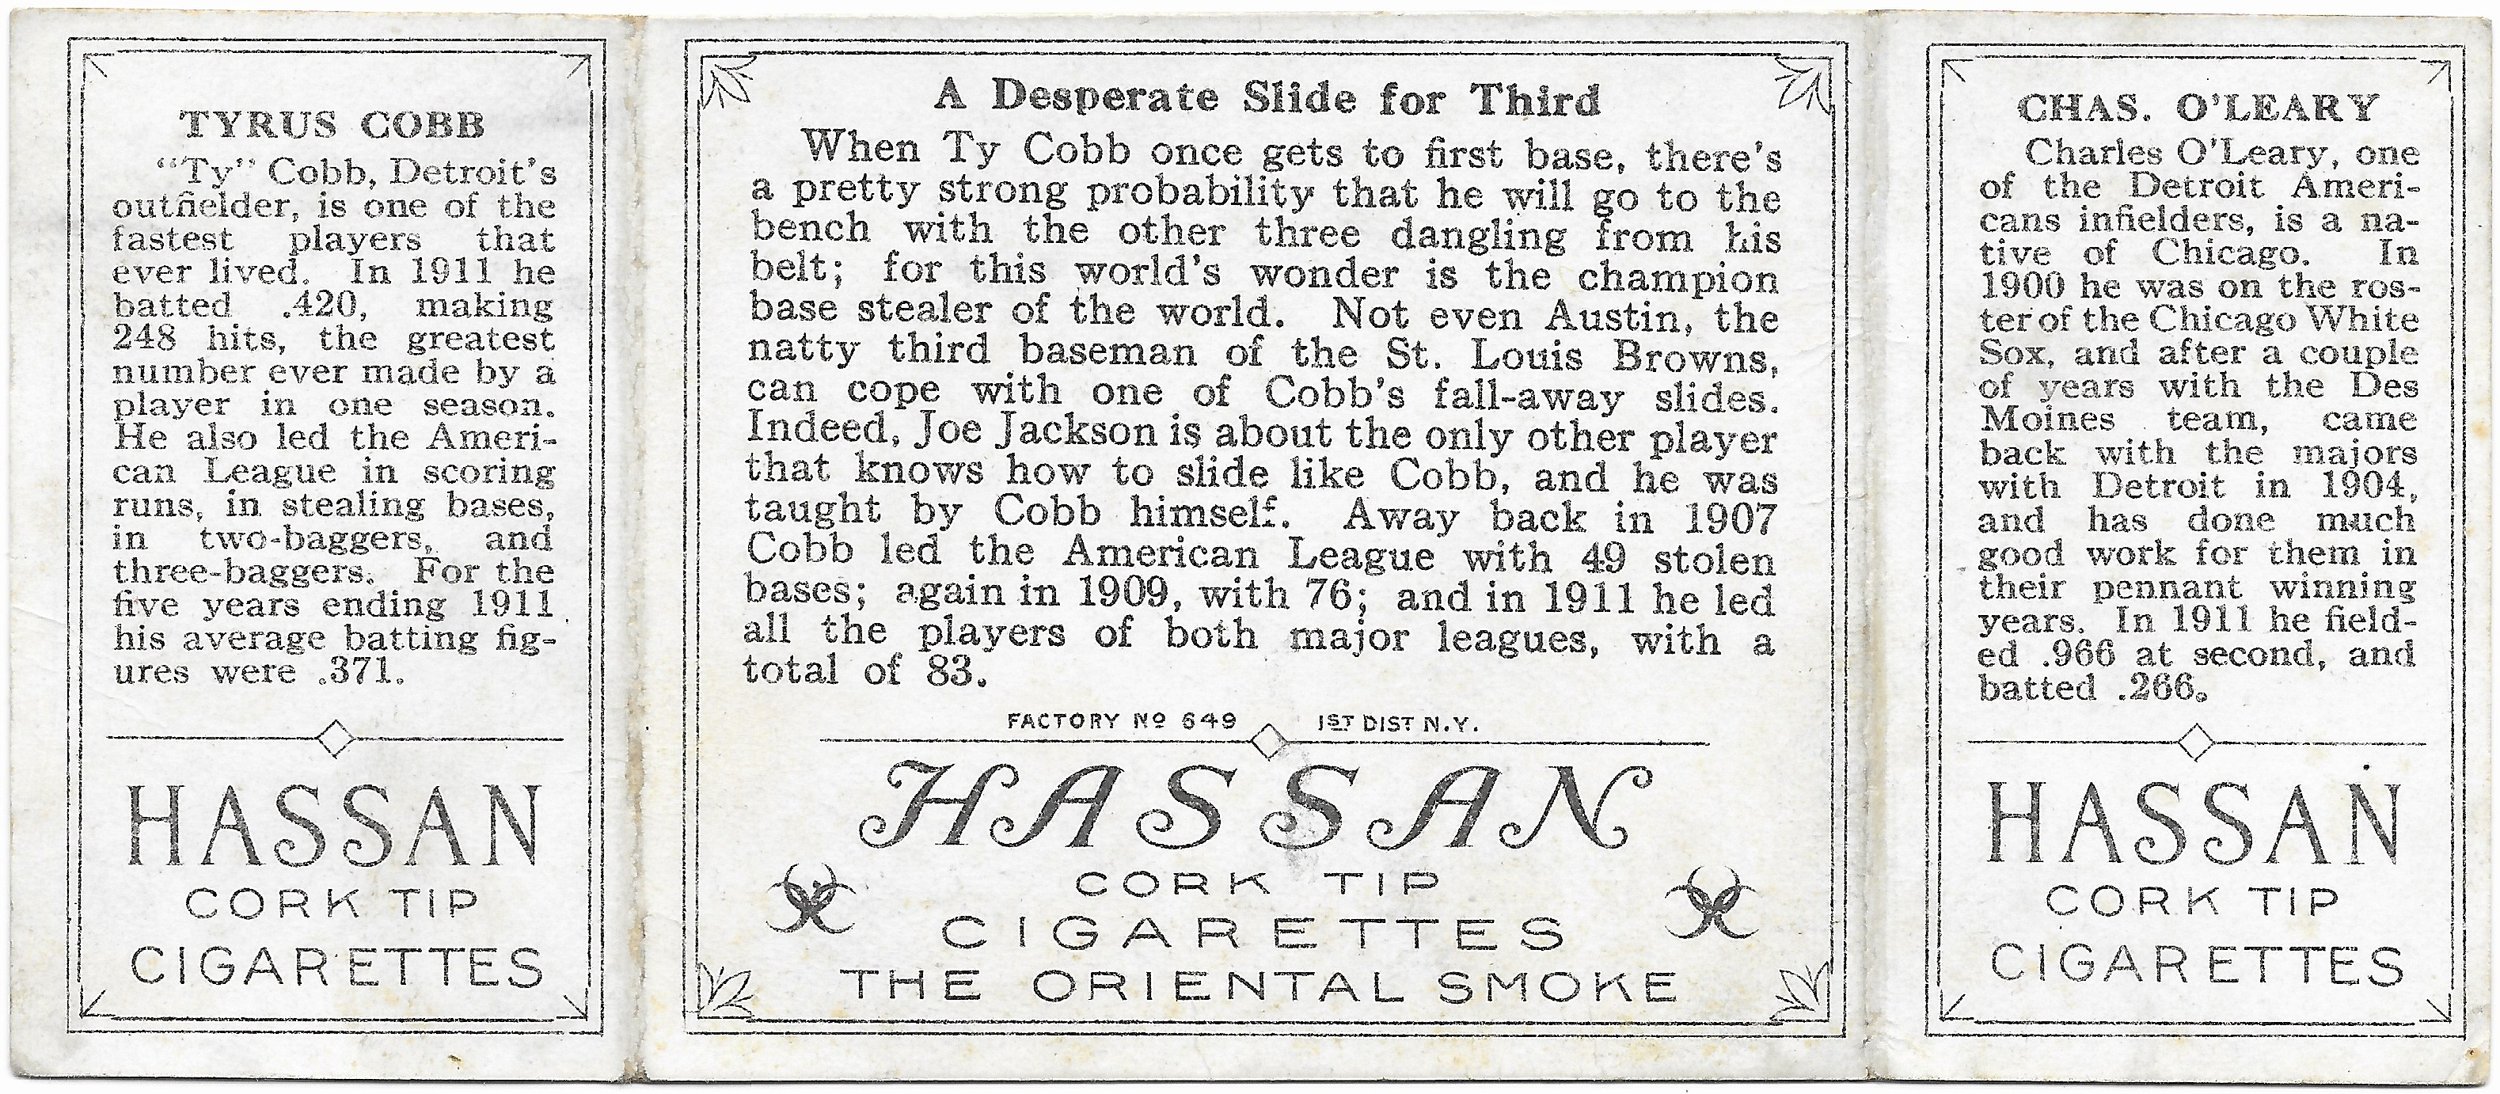 TYRUS COBB
"Ty" Cobb, Detroit's
outfielder, is one of the
fastest players that
ever lived. In 1911 he
batted .420, making
248 hits, the greatest
number ever made by a
player in one season.
He also led the Ameri-
can League in scoring
runs, in stealing bases,
in two-baggers, and
three-baggers. For the
five years ending 1911
his average batting fig-
ures were .371.
HASSAN
CORK TIP
CIGARETTES
A Desperate Slide for Third
When Ty Cobb once gets to first base, there's
a pretty strong probability that he will go to the
bench with the other three dangling from his
belt; for this world's wonder is the champion
base stealer of the world. Not even Austin, the
natty third baseman of the St. Louis Browns,
can cope with one of Cobb's fall-away slides.
Indeed, Joe Jackson is about the only other player
that knows how to slide like Cobb, and he was
taught by Cobb himself. Away back in 1907
Cobb led the American League with 49 stolen
bases; again in 1909, with 76; and in 1911 he led
all the players of both major leagues, with a
total of 83.
FACTORY Nº 649 1ST DIST N.Y.
HASSAN
CORK TIP
CIGARETTES
THE ORIENTAL SMOKE
CHAS. O'LEARY
Charles O'Leary, one
of the Detroit Ameri-
cans infielders, is a na-
tive of Chicago. In
1900 he was on the ros-
ter of the Chicago White
Sox, and after a couple
of years with the Des
Moines team, came
back with the majors
with Detroit in 1904,
and has done much
good work for them in
their pennant winning
years. In 1911 he field-
ed .966 at second, and
batted .266.
HASSAN
CORK TIP
CIGARETTES